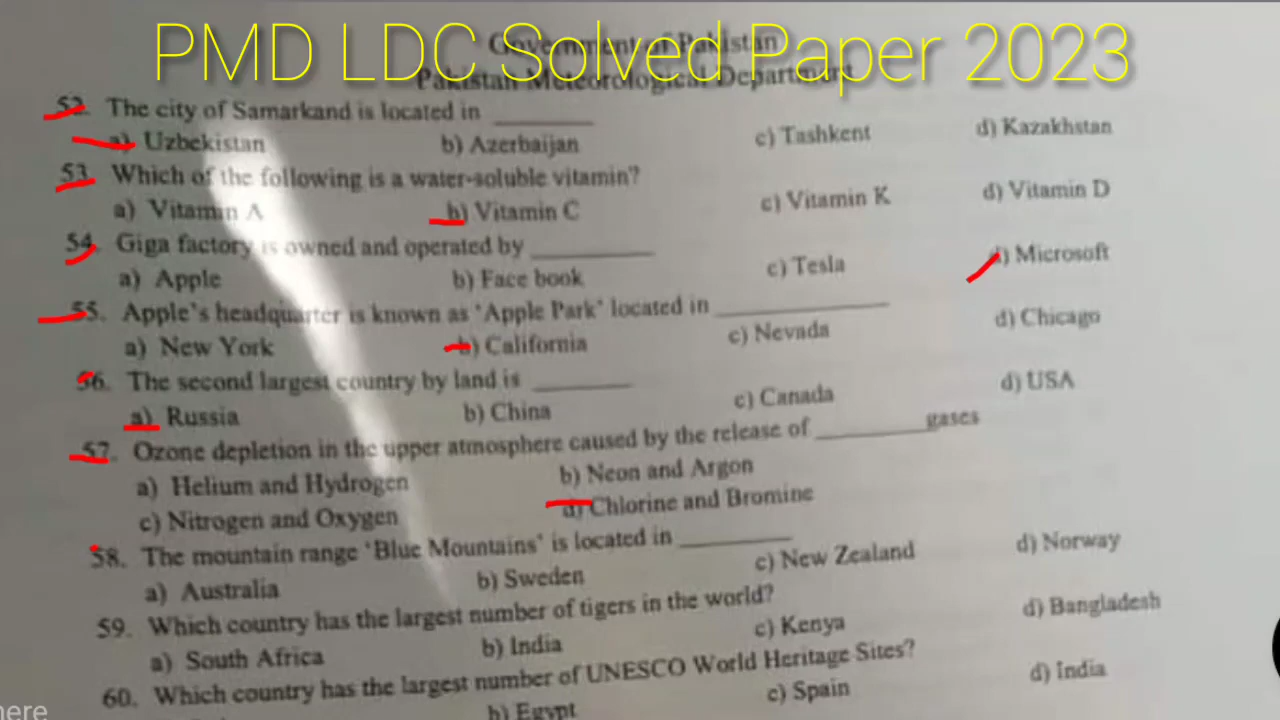 PMD LDC Solved Paper 2023
Government of Pakistan
Pakistan Meteorological Department
52. The city of Samarkand is located in ________
a) Uzbekistan b) Azerbaijan c) Tashkent d) Kazakhstan
53. Which of the following is a water-soluble vitamin?
a) Vitamin A b) Vitamin C c) Vitamin K d) Vitamin D
54. Giga factory is owned and operated by ________
a) Apple b) Face book c) Tesla d) Microsoft
55. Apple's headquarter is known as 'Apple Park' located in ________
a) New York b) California c) Nevada d) Chicago
56. The second largest country by land is ________
a) Russia b) China c) Canada d) USA
57. Ozone depletion in the upper atmosphere caused by the release of ________gases
a) Helium and Hydrogen b) Neon and Argon
c) Nitrogen and Oxygen d) Chlorine and Bromine
58. The mountain range 'Blue Mountains' is located in ________
a) Australia b) Sweden c) New Zealand d) Norway
59. Which country has the largest number of tigers in the world?
a) South Africa b) India c) Kenya d) Bangladesh
60. Which country has the largest number of UNESCO World Heritage Sites?
b) Egypt c) Spain d) India